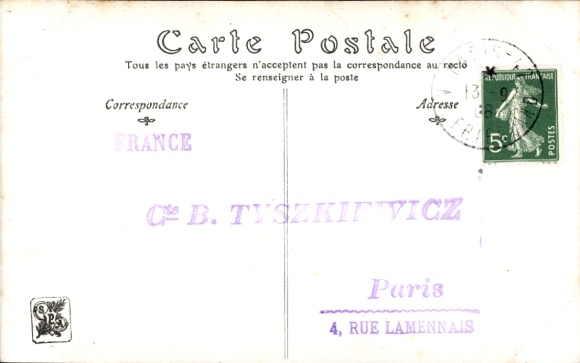 Carte Postale
Tous les pays étrangers n'acceptent pas la correspondance au recto
Se renseigner à la poste
Correspondance
Adresse
REPUBLIQUE FRANÇAISE
5c
POSTES
FRANCE
Cte B. TYSZKIEWICZ
Paris
4, RUE LAMENNAIS